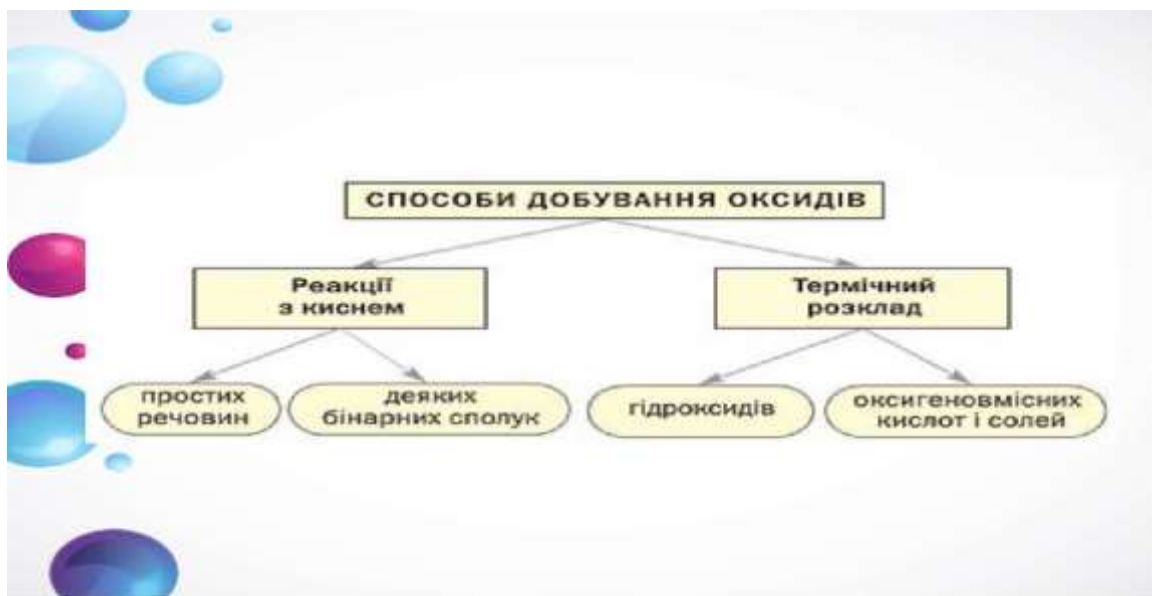 СПОСОБИ ДОБУВАННЯ ОКСИДІВ
Реакції
з киснем
Термічний
розклад
простих
речовин
деяких
бінарних сполук
гідроксидів
оксигеновмісних
кислот і солей